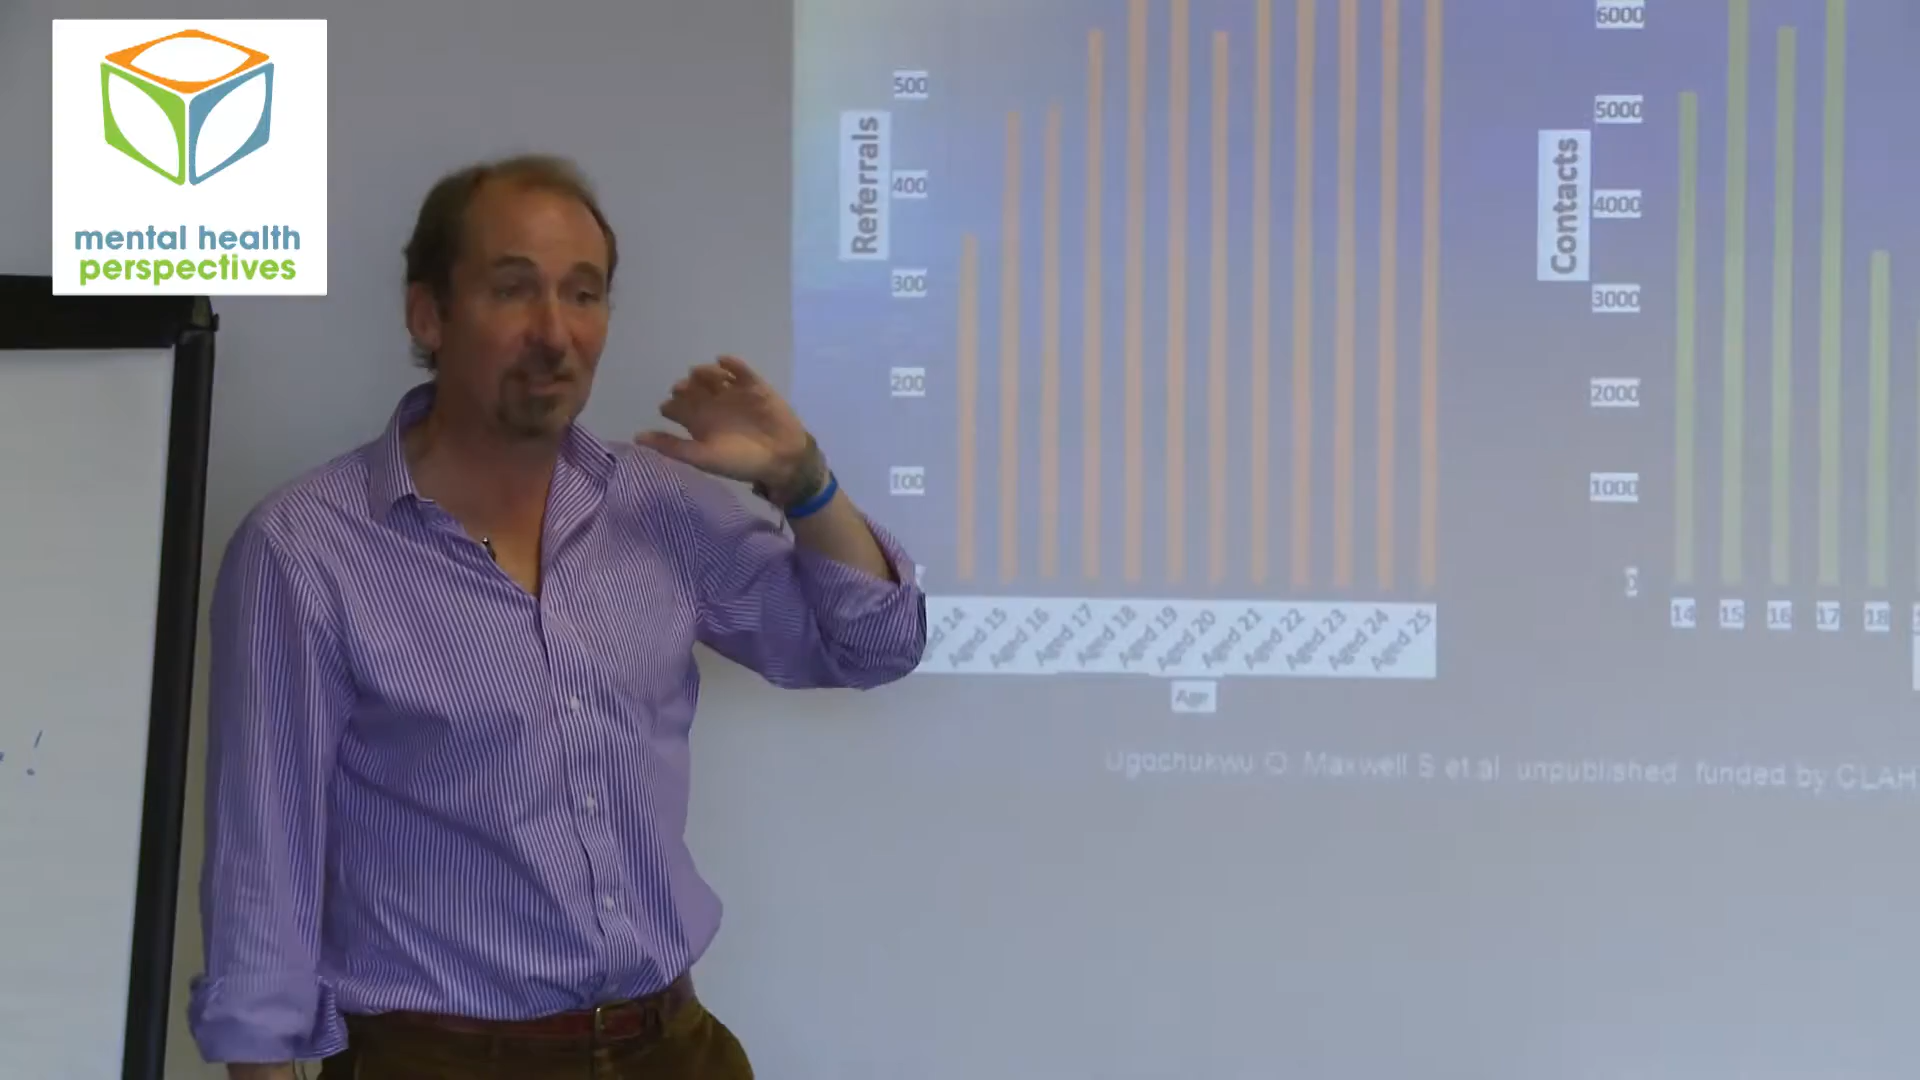 mental health
perspectives
Referrals
500
400
300
200
100
Aged 15
Aged 16
Aged 17
Aged 18
Aged 19
Aged 20
Aged 21
Aged 22
Aged 23
Aged 24
Aged 25
14
Age
Contacts
6000
5000
4000
3000
2000
1000
0
14
15
16
17
18
Ugochukwu O Maxwell S et al unpublished funded by CLAH
!